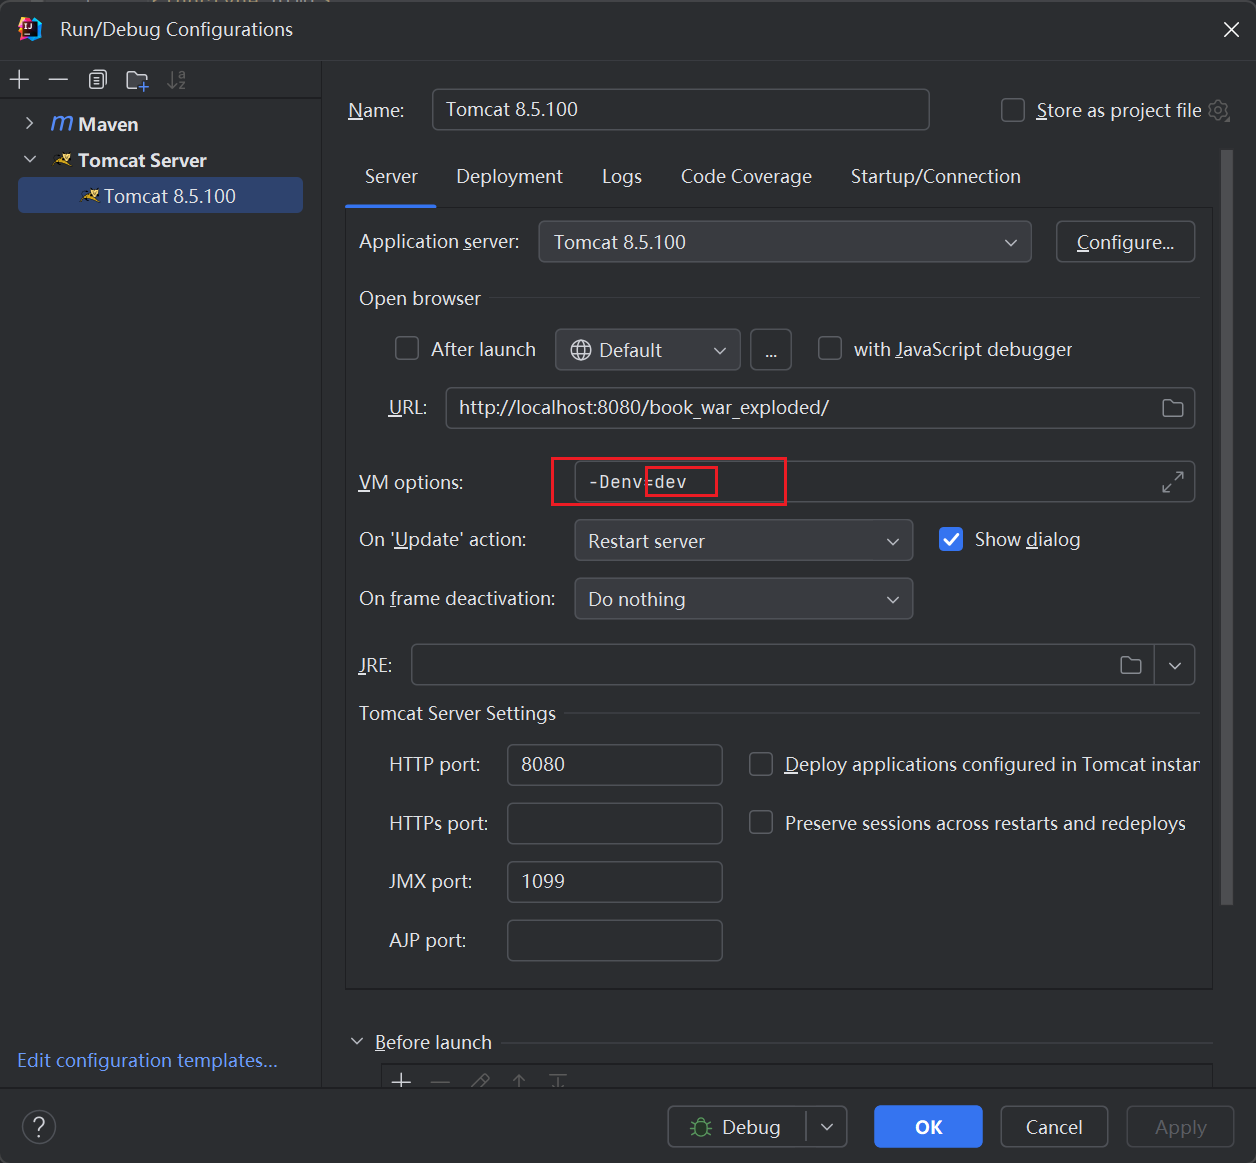 Run/Debug Configurations
Name:
Tomcat 8.5.100
Store as project file
Maven
Tomcat Server
Tomcat 8.5.100
Server
Deployment
Logs
Code Coverage
Startup/Connection
Application server:
Tomcat 8.5.100
Configure...
Open browser
After launch
Default
...
with JavaScript debugger
URL:
http://localhost:8080/book_war_exploded/
VM options:
-Denv=dev
On 'Update' action:
Restart server
Show dialog
On frame deactivation:
Do nothing
JRE:
Tomcat Server Settings
HTTP port:
8080
Deploy applications configured in Tomcat instan
HTTPs port:
Preserve sessions across restarts and redeploys
JMX port:
1099
AJP port:
Before launch
Edit configuration templates...
?
Debug
OK
Cancel
Apply